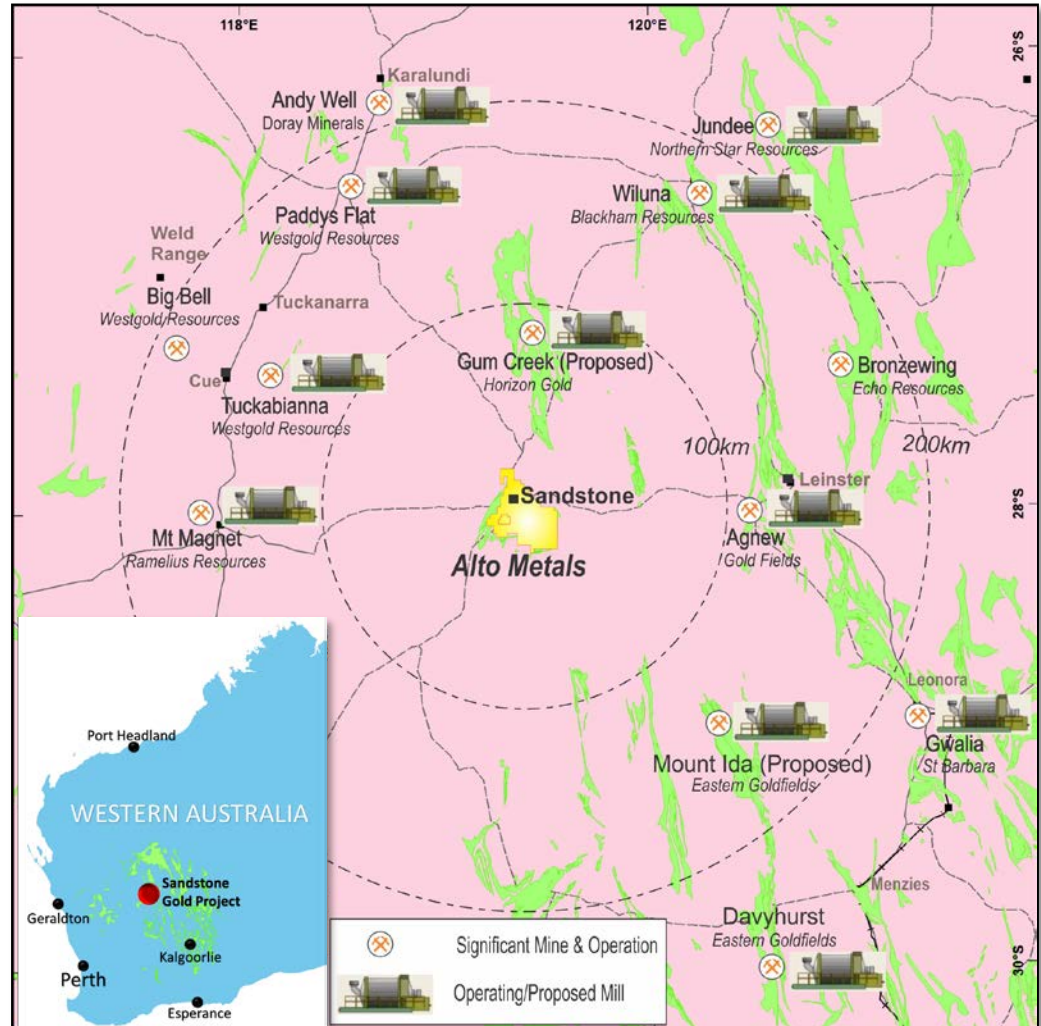 118°E
120°E
26°S
Karalundi
Andy Well
Doray Minerals
Jundee
Northern Star Resources
Paddys Flat
Westgold Resources
Wiluna
Blackham Resources
Weld
Range
Big Bell
Westgold Resources
Tuckanarra
Gum Creek (Proposed)
Horizon Gold
Bronzewing
Echo Resources
Cue
Tuckabianna
Westgold Resources
100km
200km
Leinster
Sandstone
28°S
Mt Magnet
Ramelius Resources
Agnew
Gold Fields
Alto Metals
Leonora
Gwalia
St Barbara
Mount Ida (Proposed)
Eastern Goldfields
Menzies
Davyhurst
Eastern Goldfields
30°S
Port Headland
WESTERN AUSTRALIA
Sandstone
Gold Project
Geraldton
Kalgoorlie
Perth
Esperance
Significant Mine & Operation
Operating/Proposed Mill